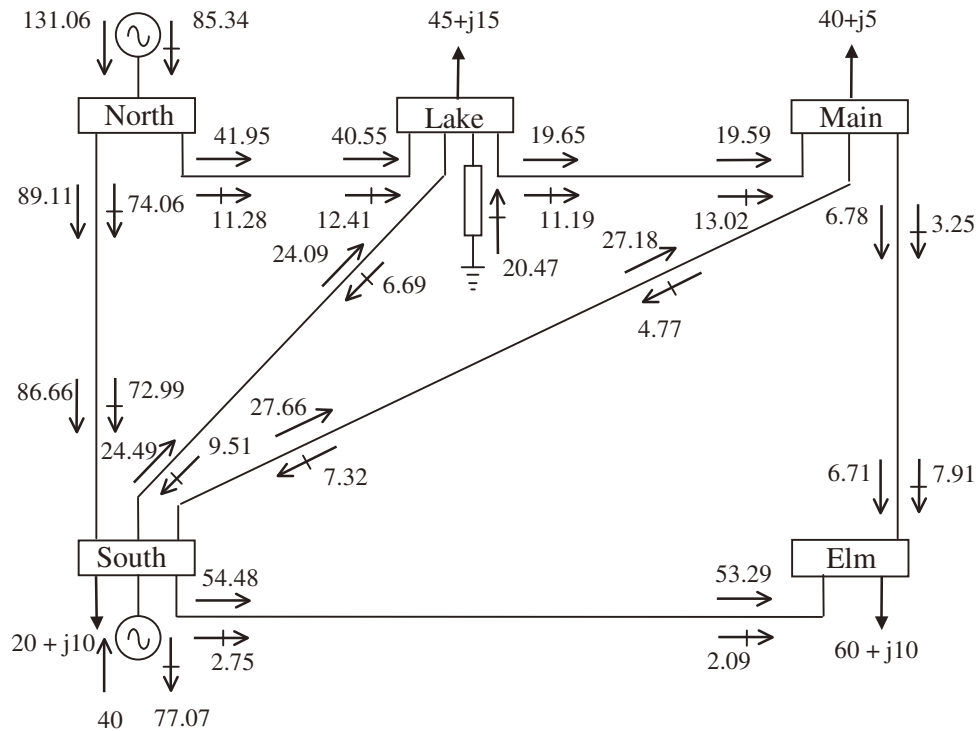 131.06 85.34
45+j15
40+j5
North
Lake
Main
41.95 40.55
19.65 19.59
89.11 74.06
11.28 12.41
11.19 13.02
6.78 3.25
24.09 6.69
20.47
27.18
4.77
86.66 72.99
27.66
24.49 9.51
7.32
6.71 7.91
South
Elm
54.48 53.29
20 + j10
2.75 2.09
60 + j10
40 77.07